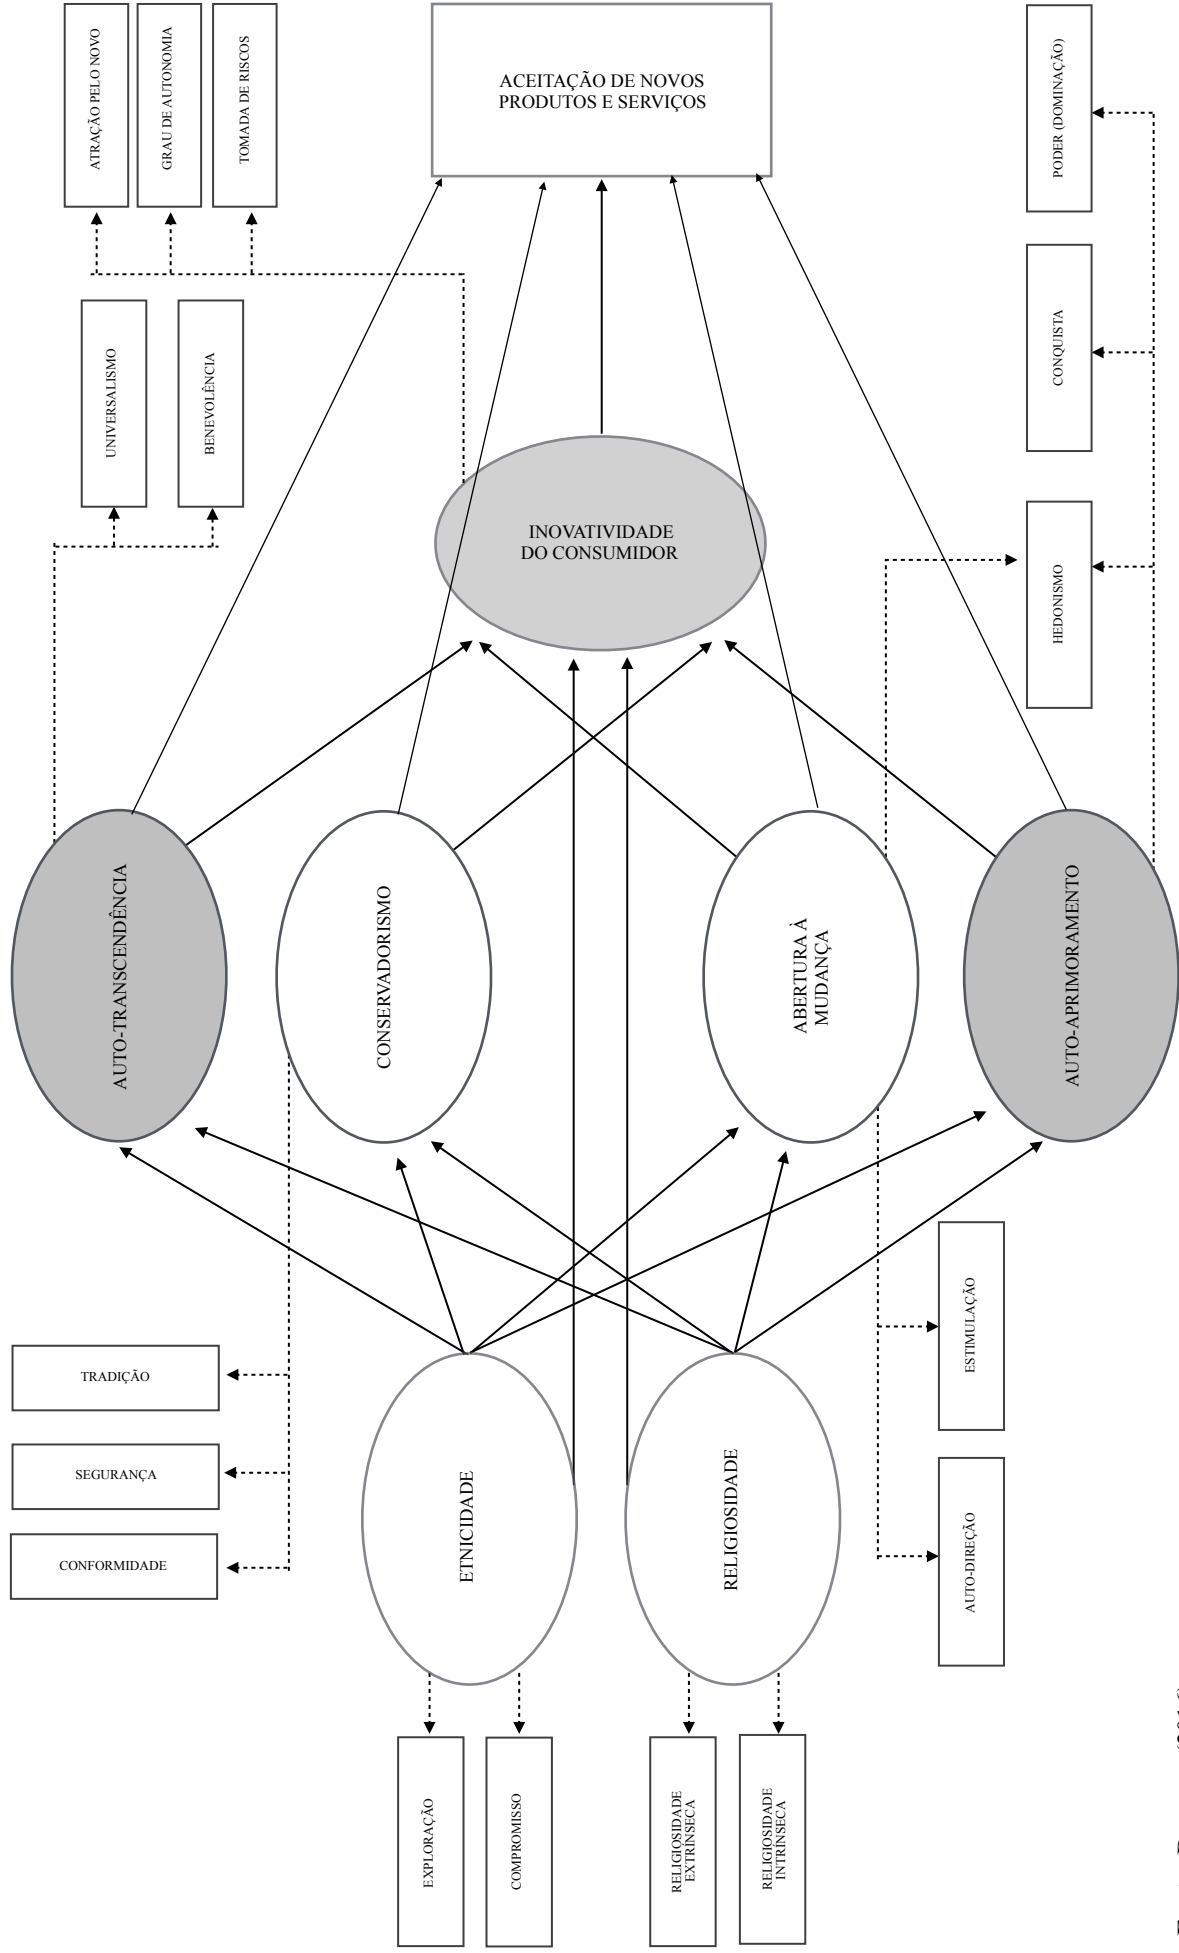 ATRAÇÃO PELO NOVO
GRAU DE AUTONOMIA
TOMADA DE RISCOS
ACEITAÇÃO DE NOVOS
PRODUTOS E SERVIÇOS
PODER (DOMINAÇÃO)
UNIVERSALISMO
BENEVOLÊNCIA
CONQUISTA
INOVATIVIDADE
DO CONSUMIDOR
HEDONISMO
AUTO-TRANSCENDÊNCIA
CONSERVADORISMO
ABERTURA À
MUDANÇA
AUTO-APRIMORAMENTO
TRADIÇÃO
SEGURANÇA
CONFORMIDADE
ESTIMULAÇÃO
AUTO-DIREÇÃO
ETNICIDADE
RELIGIOSIDADE
EXPLORAÇÃO
COMPROMISSO
RELIGIOSIDADE
EXTRÍNSECA
RELIGIOSIDADE
INTRÍNSECA